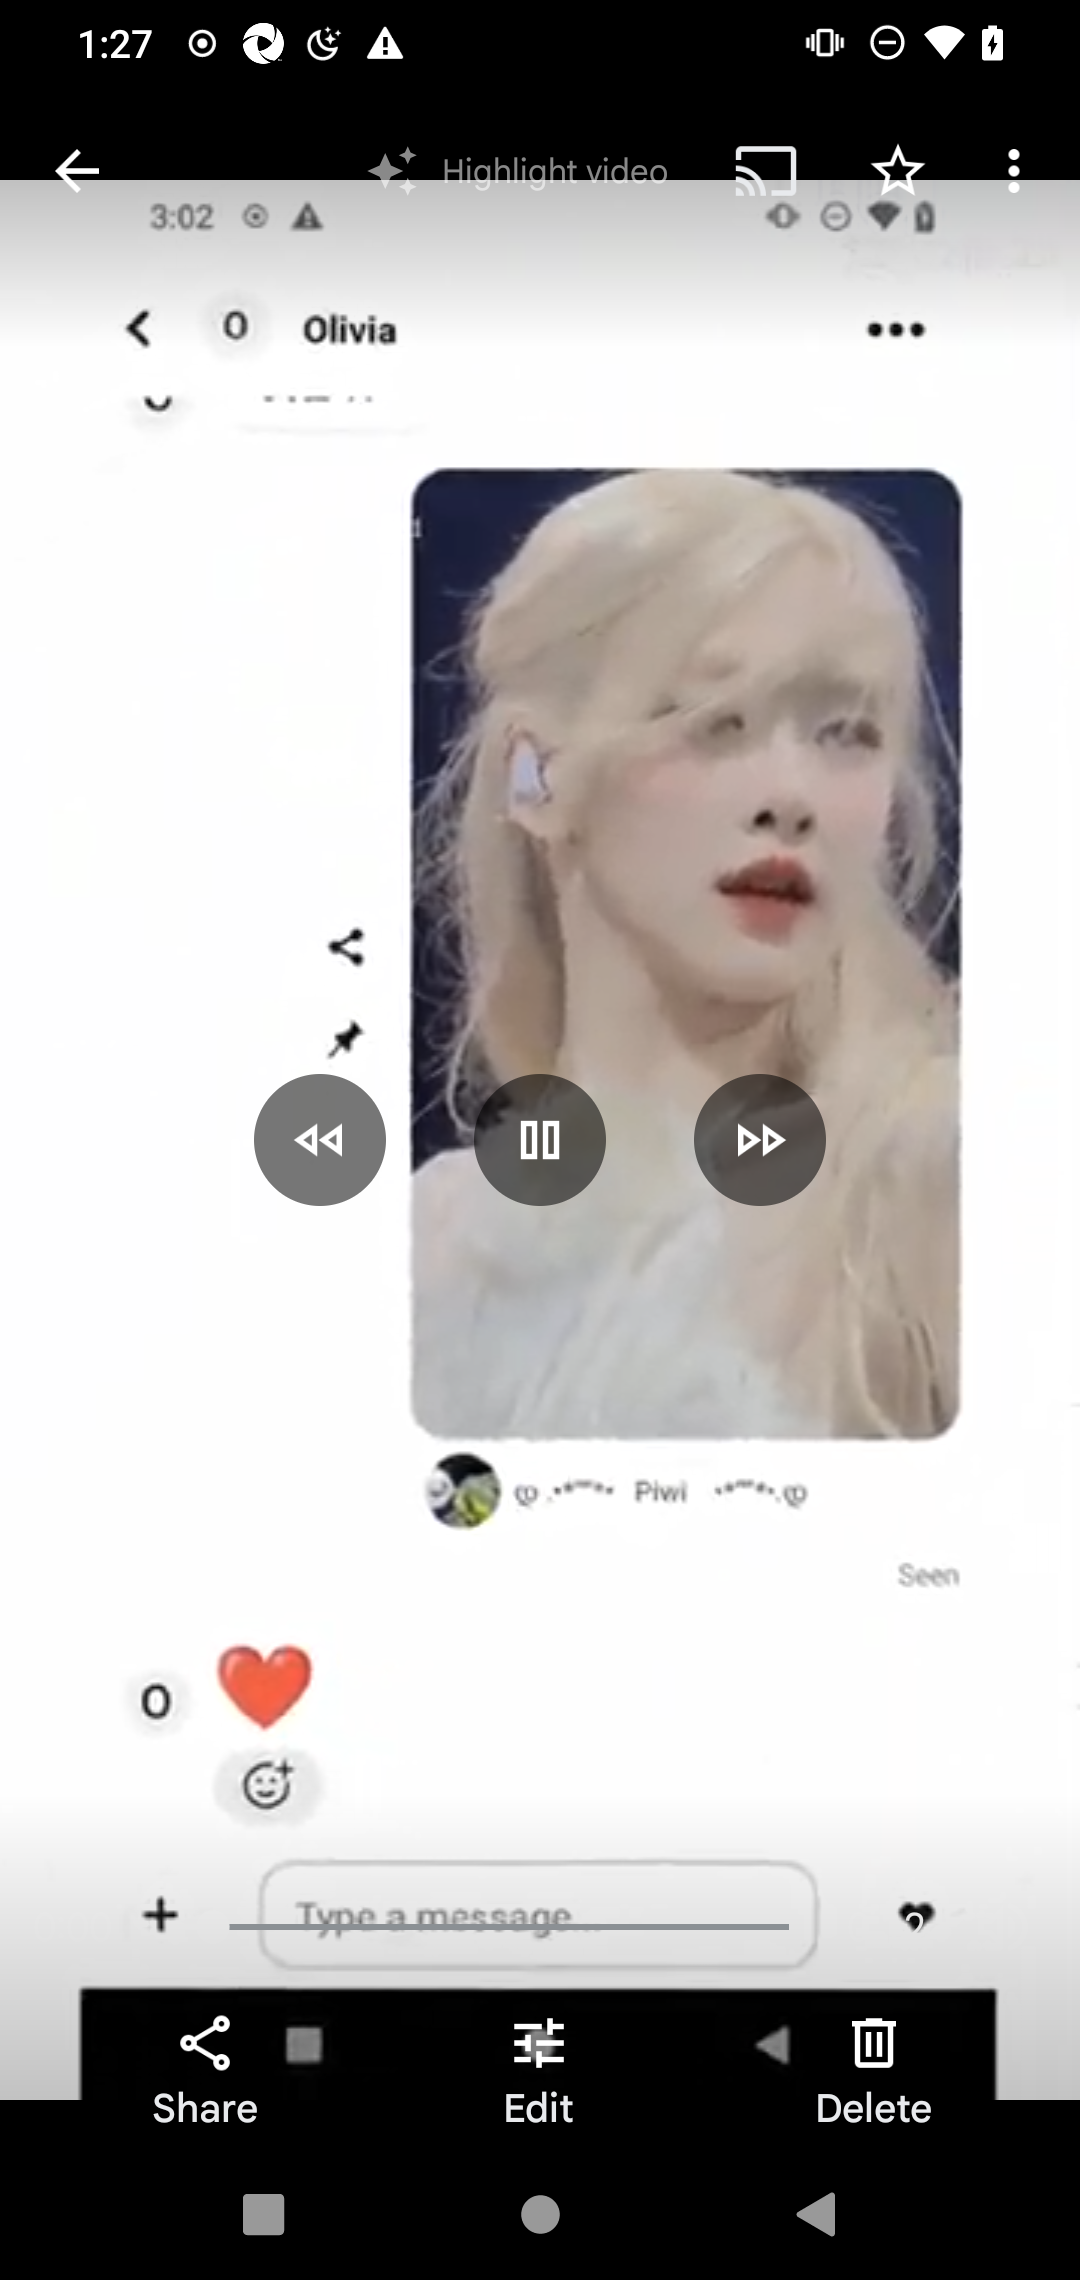 1:27
Highlight video
3:02
O Olivia
Piwi
Seen
O
Type a message...
Share
Edit
Delete